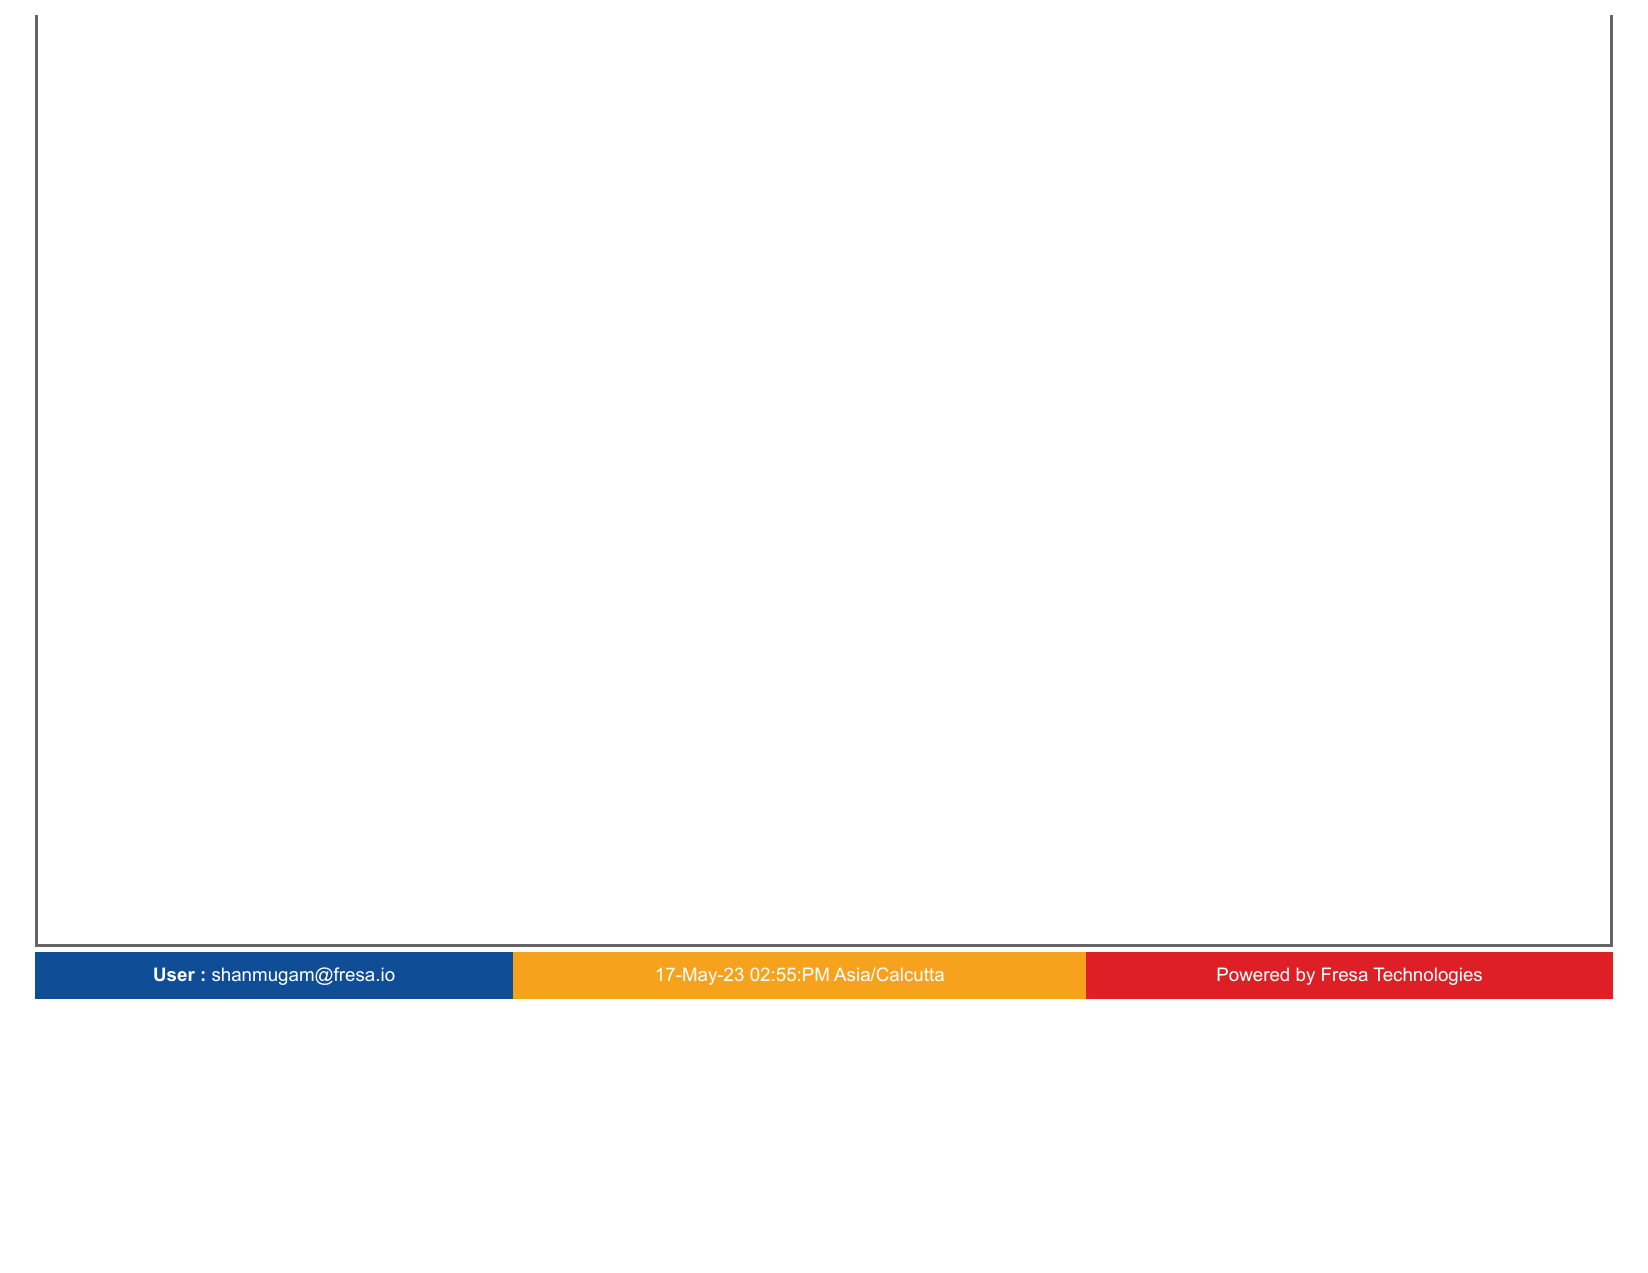 User : shanmugam@fresa.io
17-May-23 02:55:PM Asia/Calcutta
Powered by Fresa Technologies